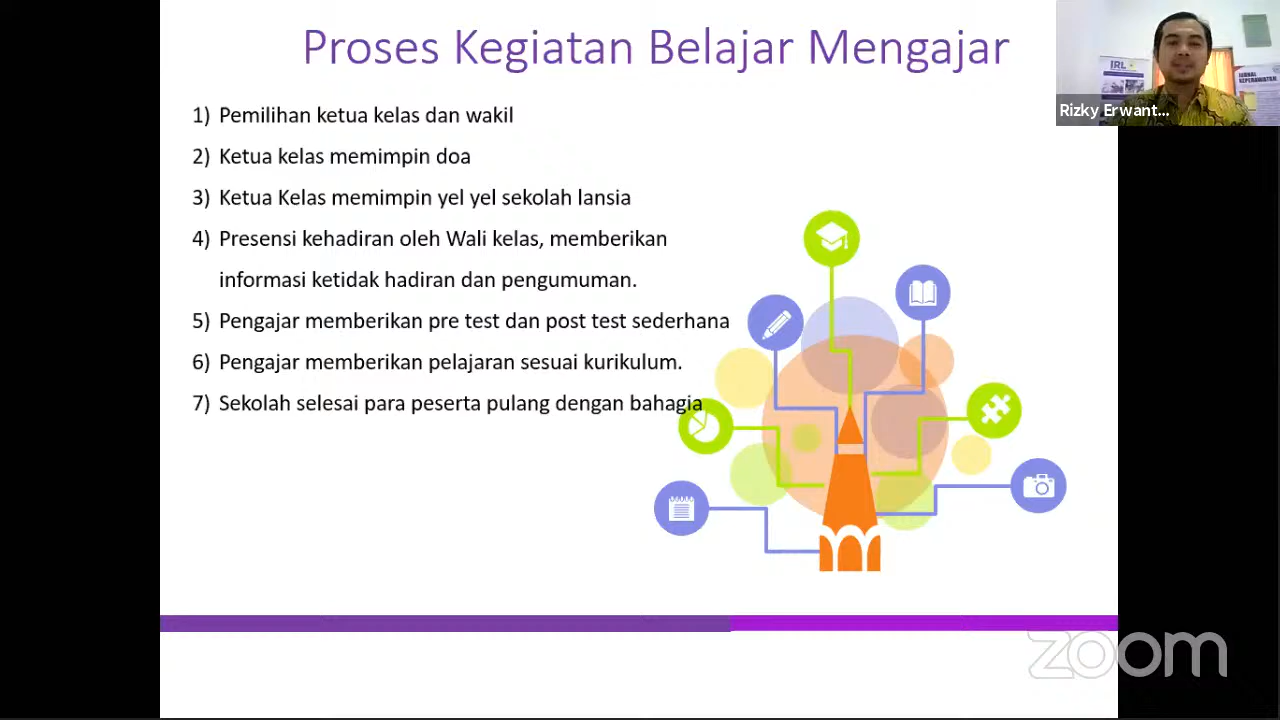 Proses Kegiatan Belajar Mengajar
IRL
JURNAL
KEPERAWATAN
Rizky Erwant...
1) Pemilihan ketua kelas dan wakil
2) Ketua kelas memimpin doa
3) Ketua Kelas memimpin yel yel sekolah lansia
4) Presensi kehadiran oleh Wali kelas, memberikan
informasi ketidak hadiran dan pengumuman.
5) Pengajar memberikan pre test dan post test sederhana
6) Pengajar memberikan pelajaran sesuai kurikulum.
7) Sekolah selesai para peserta pulang dengan bahagia
zoom